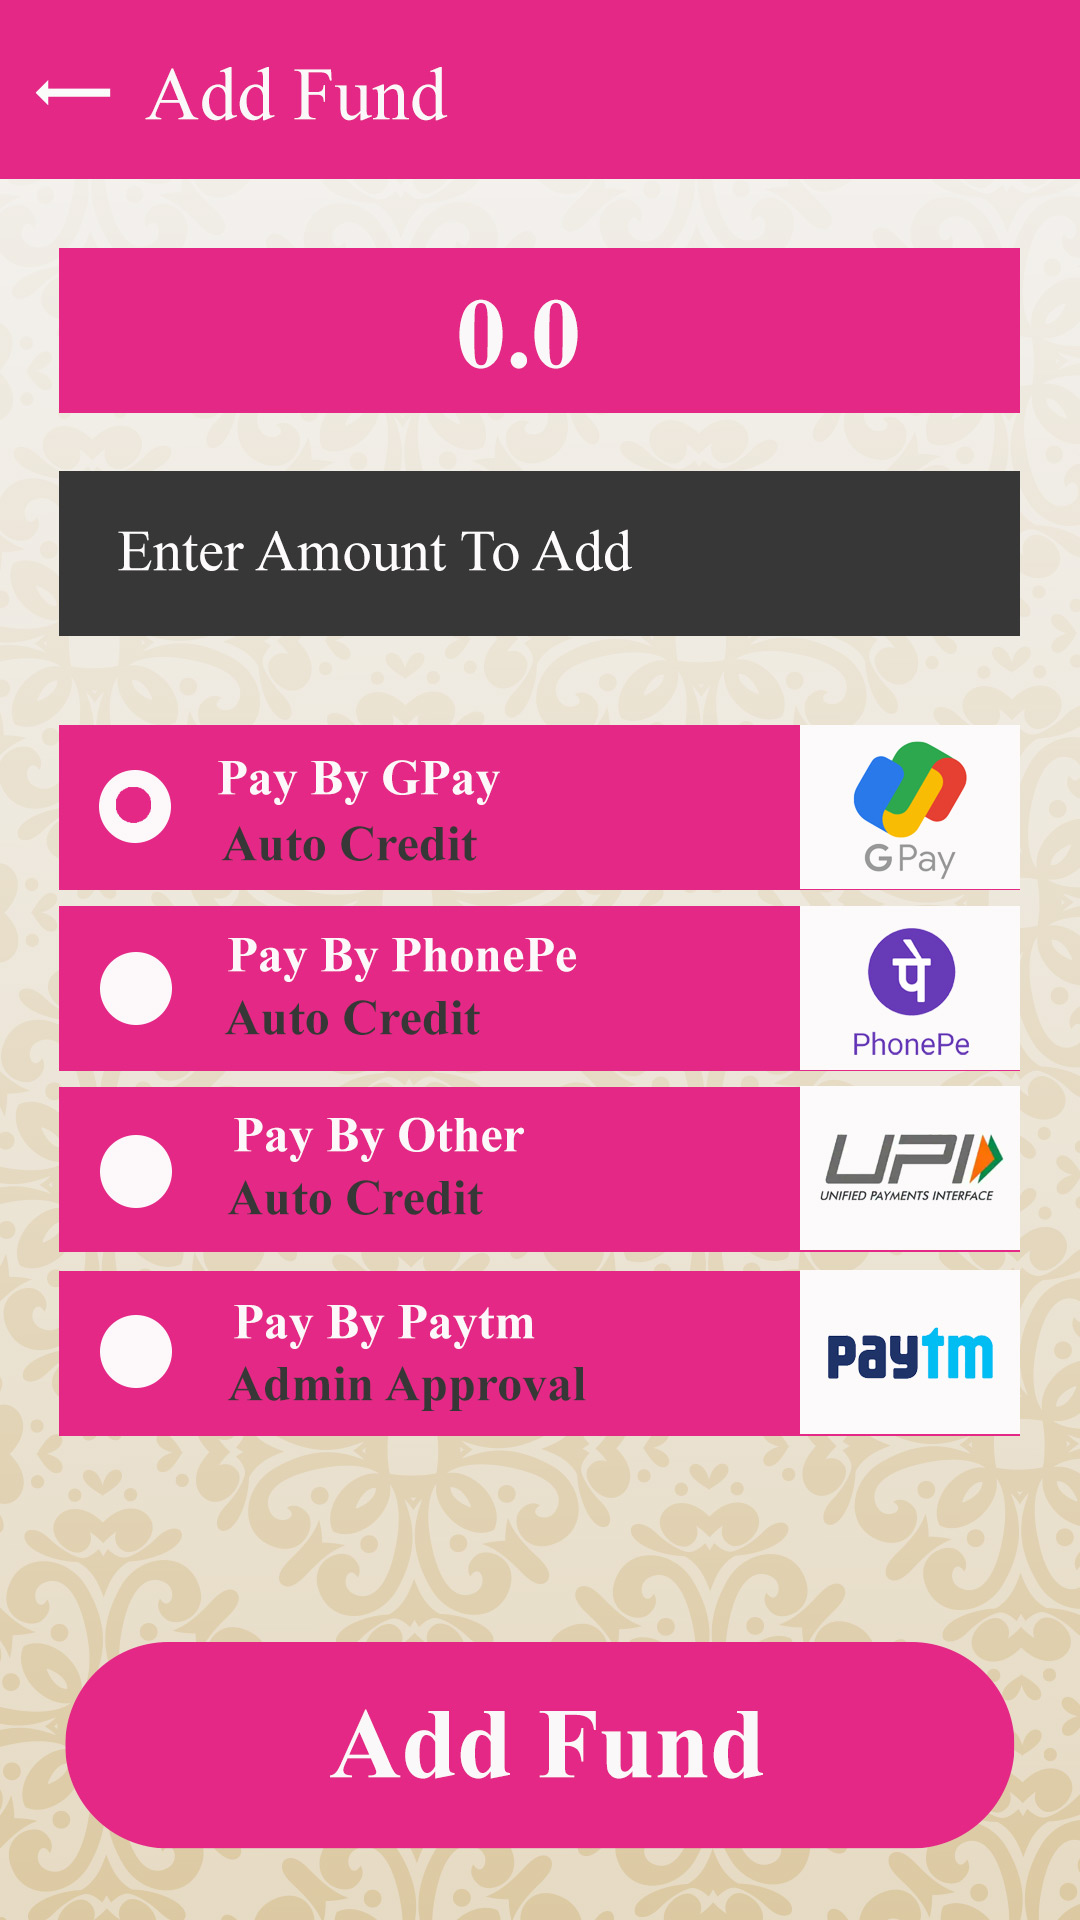 Add Fund
0.0
Enter Amount To Add
Pay By GPay
Auto Credit
G Pay
Pay By PhonePe
Auto Credit
पे
PhonePe
Pay By Other
Auto Credit
UPI
UNIFIED PAYMENTS INTERFACE
Pay By Paytm
Admin Approval
paytm
Add Fund